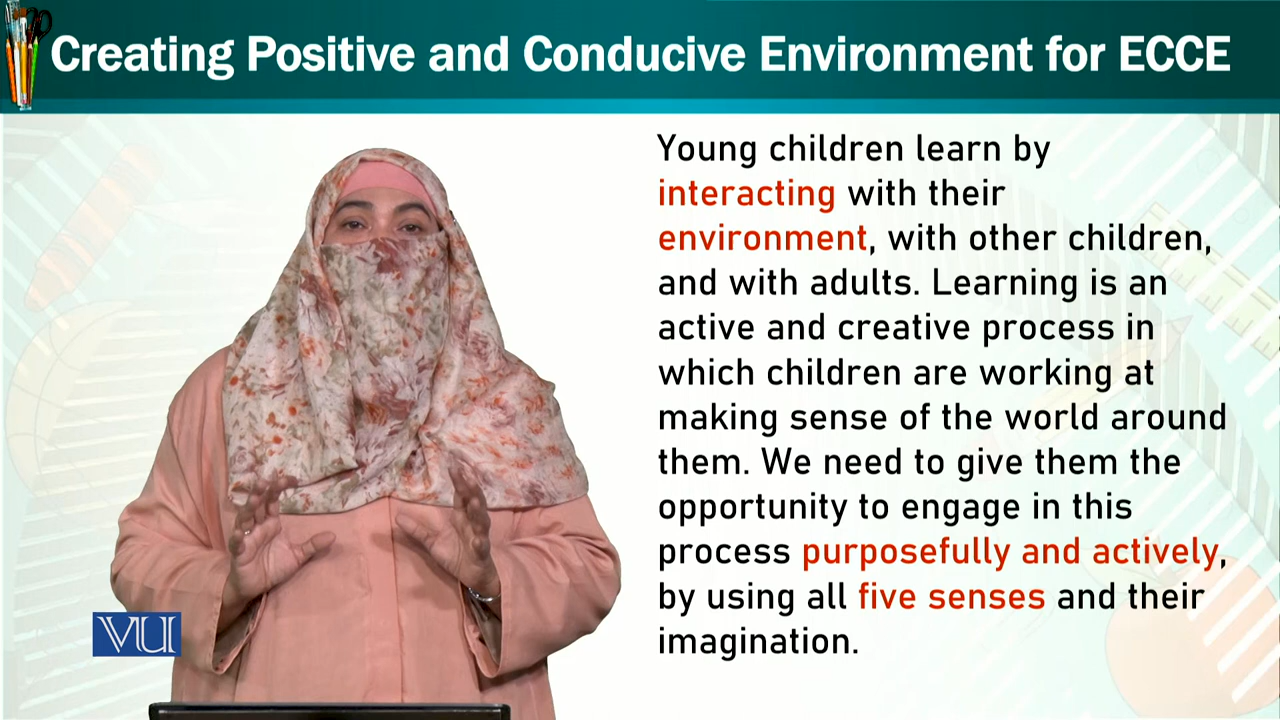 Creating Positive and Conducive Environment for ECCE
Young children learn by
interacting with their
environment, with other children,
and with adults. Learning is an
active and creative process in
which children are working at
making sense of the world around
them. We need to give them the
opportunity to engage in this
process purposefully and actively,
by using all five senses and their
imagination.
VU